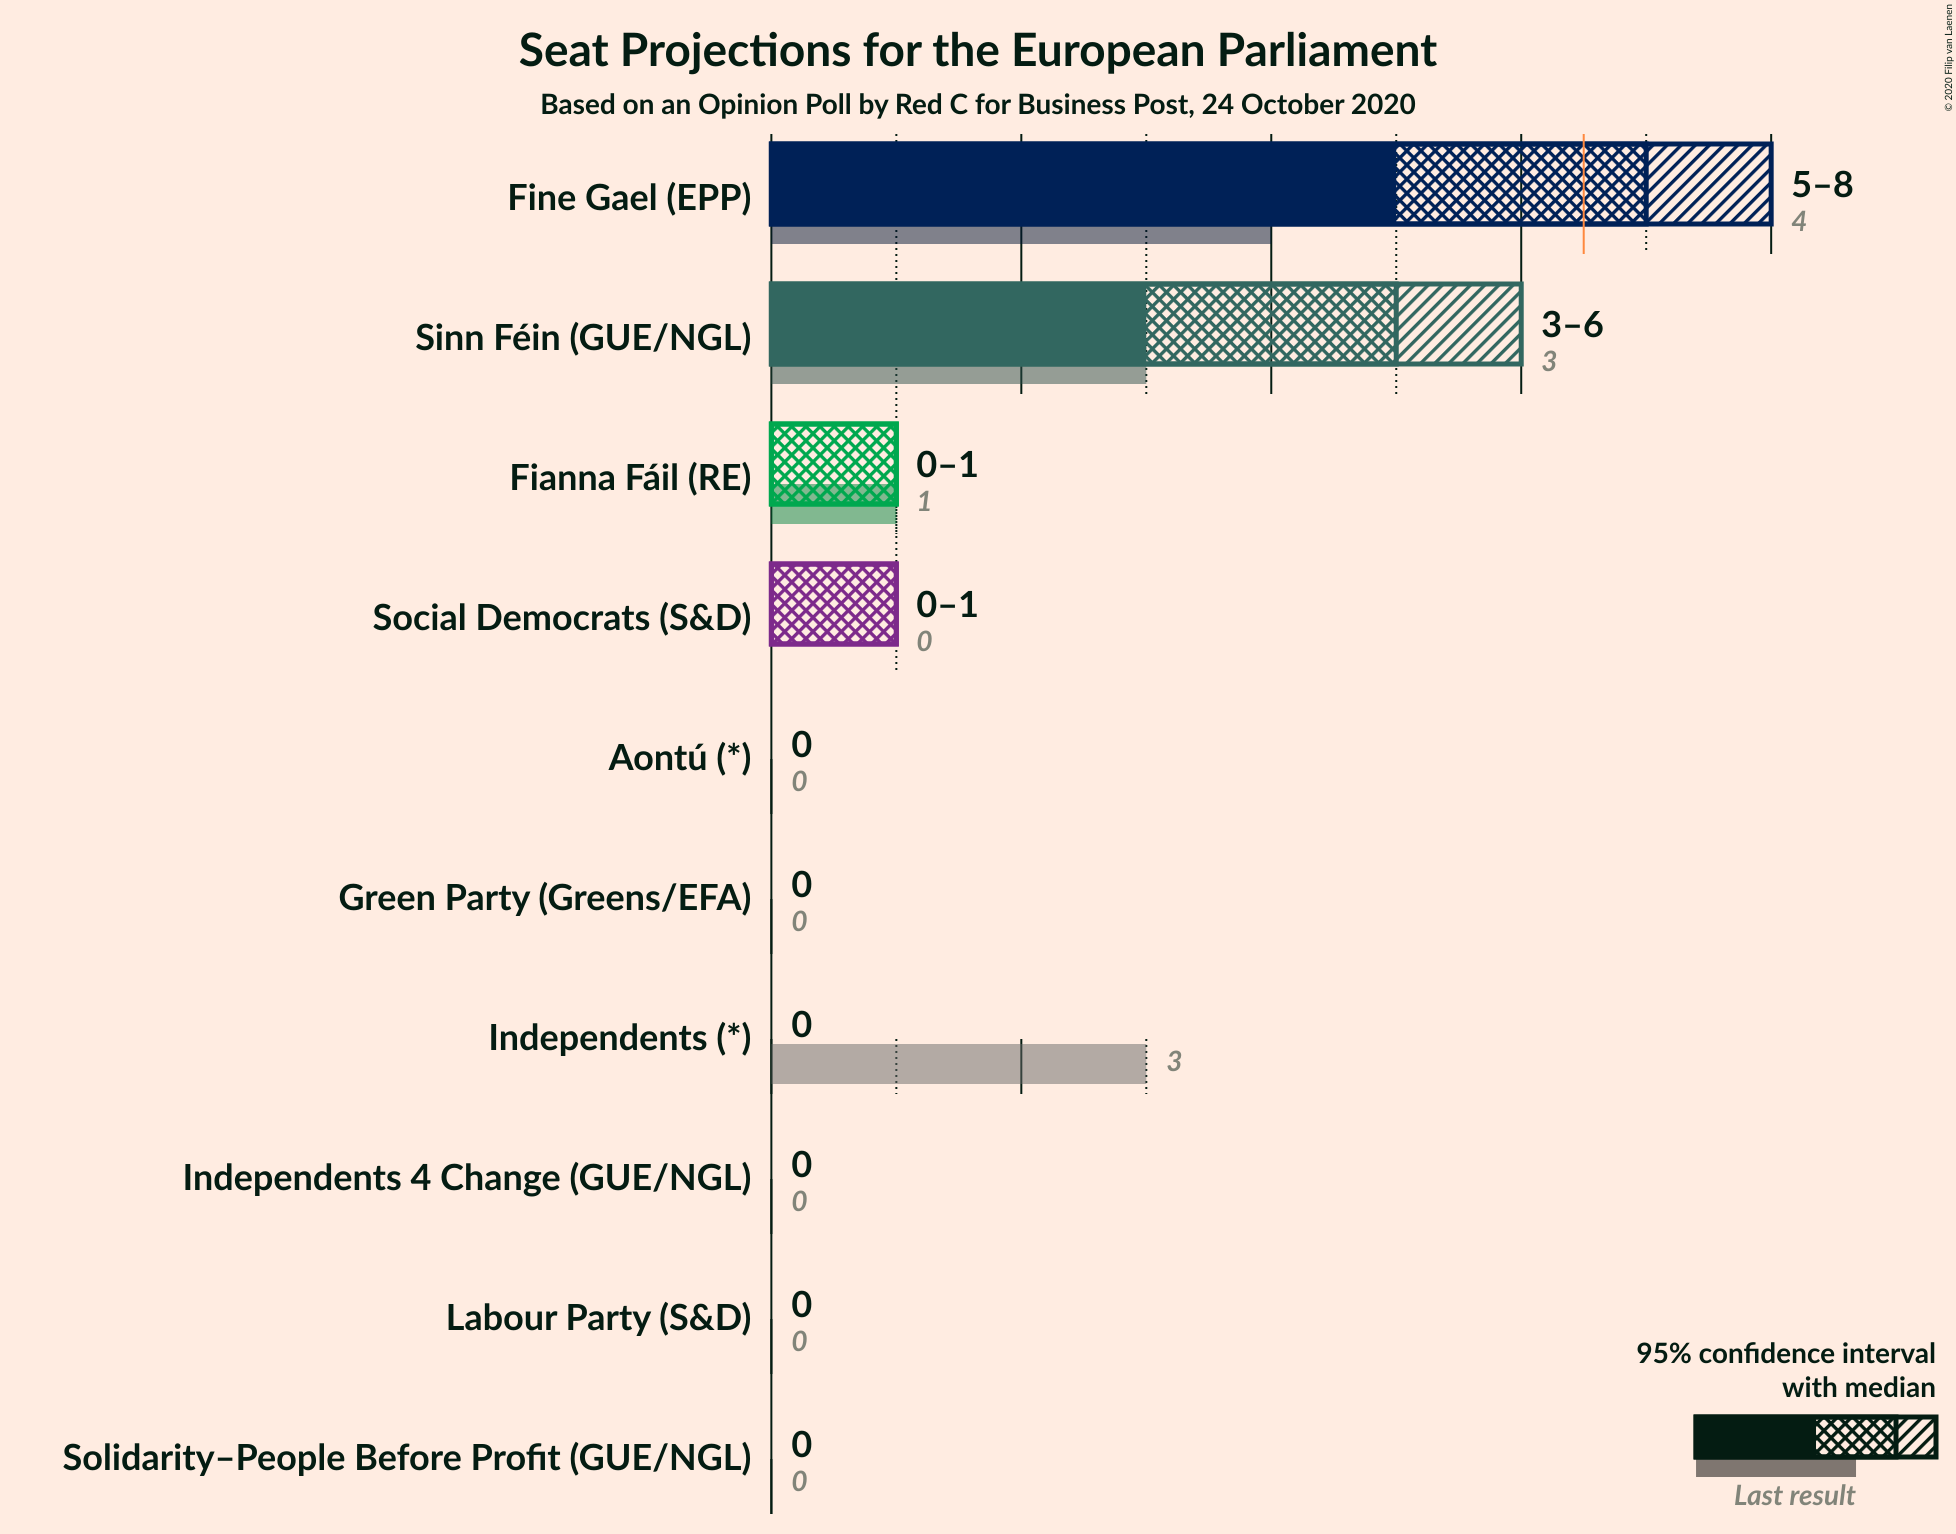 Seat Projections for the European Parliament
Based on an Opinion Poll by Red C for Business Post, 24 October 2020
© 2020 Filip van Laenen
Fine Gael (EPP)
5–8
4
Sinn Féin (GUE/NGL)
3–6
3
Fianna Fáil (RE)
0–1
1
Social Democrats (S&D)
0–1
0
Aontú (*)
0
0
Green Party (Greens/EFA)
0
0
Independents (*)
0
3
Independents 4 Change (GUE/NGL)
0
0
Labour Party (S&D)
0
0
Solidarity–People Before Profit (GUE/NGL)
0
0
95% confidence interval
with median
Last result